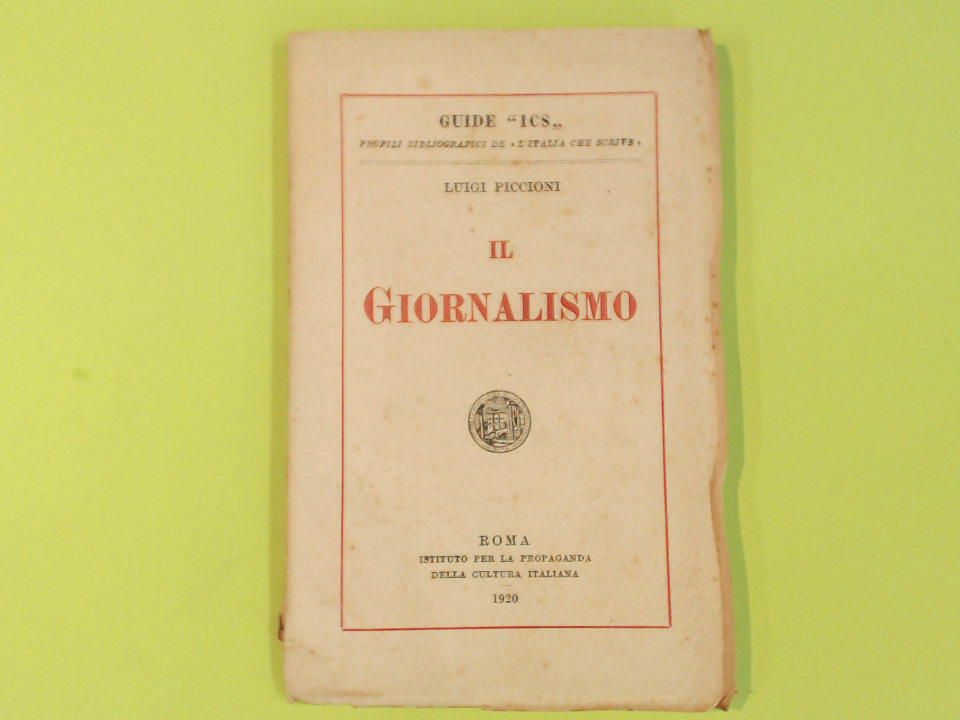 GUIDE “ICS„
PROFILI BIBLIOGRAFICI DE « L'ITALIA CHE SCRIVE »
LUIGI PICCIONI
IL
GIORNALISMO
ROMA
ISTITUTO PER LA PROPAGANDA
DELLA CULTURA ITALIANA
1920